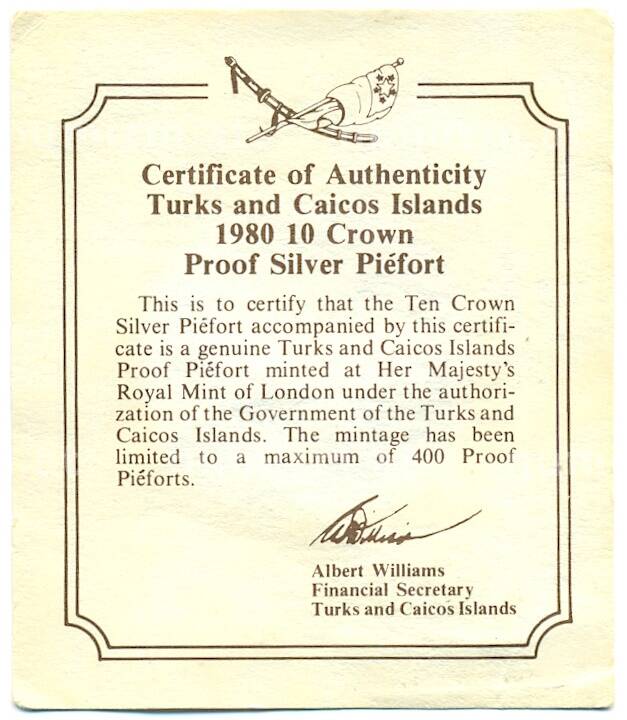 Certificate of Authenticity
Turks and Caicos Islands
1980 10 Crown
Proof Silver Piéfort
This is to certify that the Ten Crown
Silver Piéfort accompanied by this certifi-
cate is a genuine Turks and Caicos Islands
Proof Piéfort minted at Her Majesty's
Royal Mint of London under the authori-
zation of the Government of the Turks and
Caicos Islands. The mintage has been
limited to a maximum of 400 Proof
Piéforts.
Albert Williams
Financial Secretary
Turks and Caicos Islands